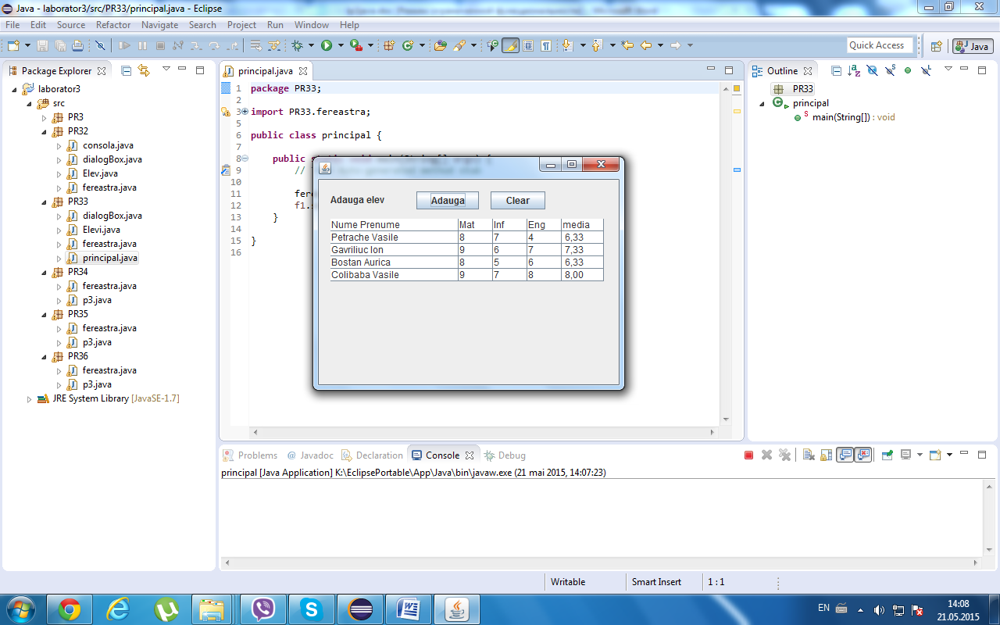 Java - laborator3/src/PR33/principal.java - Eclipse
File Edit Source Refactor Navigate Search Project Run Window Help
Quick Access
Java
Package Explorer
laborator3
src
PR3
PR32
consola.java
dialogBox.java
Elev.java
fereastra.java
PR33
dialogBox.java
Elevi.java
fereastra.java
principal.java
PR34
fereastra.java
p3.java
PR35
fereastra.java
p3.java
PR36
fereastra.java
p3.java
JRE System Library [JavaSE-1.7]
principal.java
1 package PR33;
2
3 import PR33.fereastra;
5
6 public class principal {
7
8 public
9 //
10
11 fer
12 f1.
13 }
14
15 }
16
Adauga elev Adauga Clear
Nume Prenume Mat Inf Eng media
Petrache Vasile 8 7 4 6,33
Gavriliuc Ion 9 6 7 7,33
Bostan Aurica 8 5 6 6,33
Colibaba Vasile 9 7 8 8,00
Outline
PR33
principal
main(String[]) : void
Problems @ Javadoc Declaration Console Debug
principal [Java Application] K:\EclipsePortable\App\Java\bin\javaw.exe (21 mai 2015, 14:07:23)
Writable Smart Insert 1 : 1
EN
14:08
21.05.2015